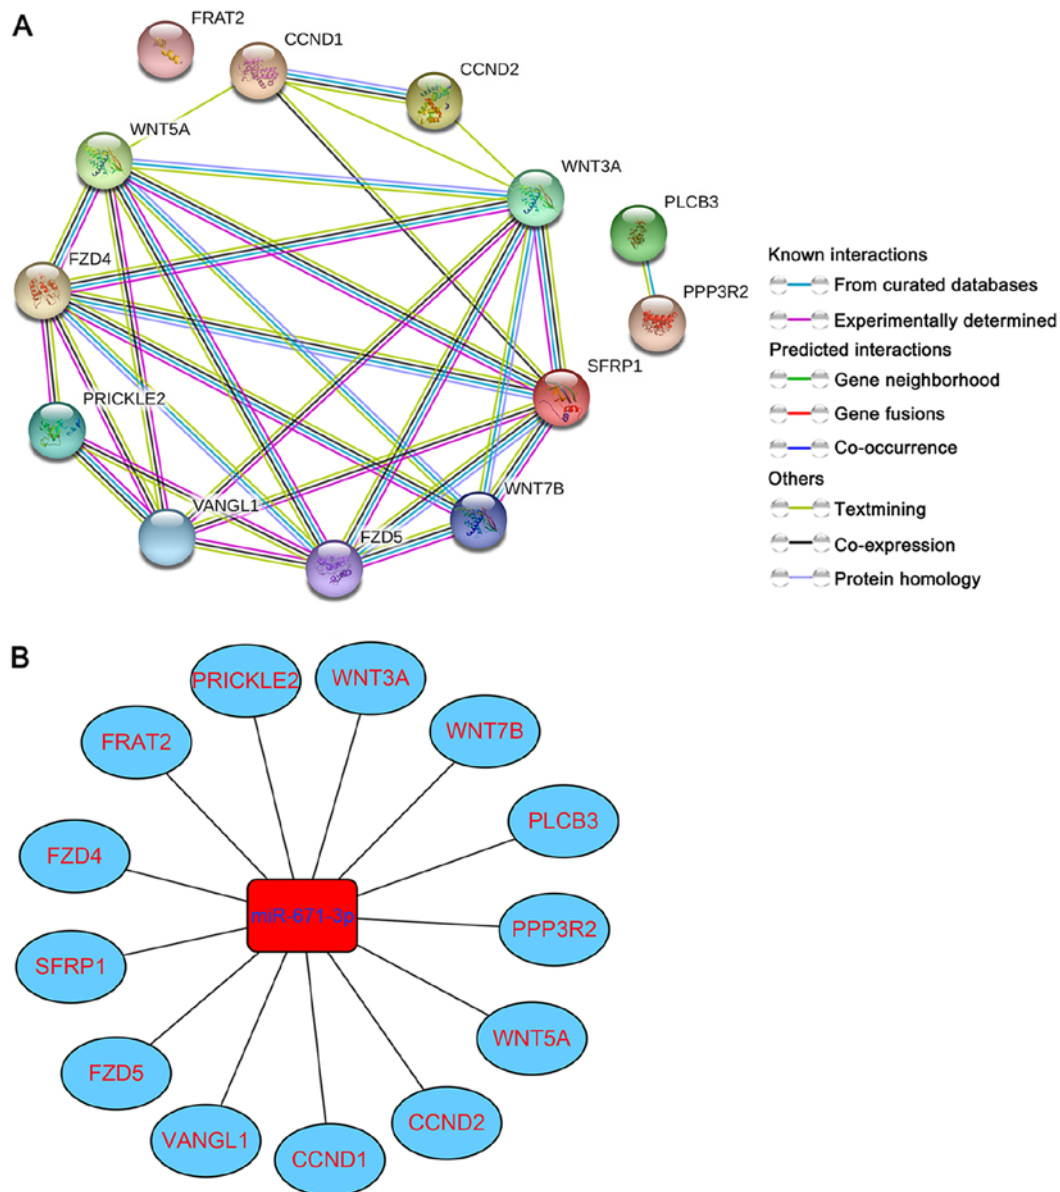 A
FRAT2
CCND1
CCND2
WNT5A
WNT3A
PLCB3
FZD4
PPP3R2
SFRP1
PRICKLE2
VANGL1
WNT7B
FZD5
Known interactions
From curated databases
Experimentally determined
Predicted interactions
Gene neighborhood
Gene fusions
Co-occurrence
Others
Textmining
Co-expression
Protein homology
B
PRICKLE2
WNT3A
FRAT2
WNT7B
PLCB3
FZD4
miR-671-3p
PPP3R2
SFRP1
WNT5A
FZD5
CCND2
VANGL1
CCND1